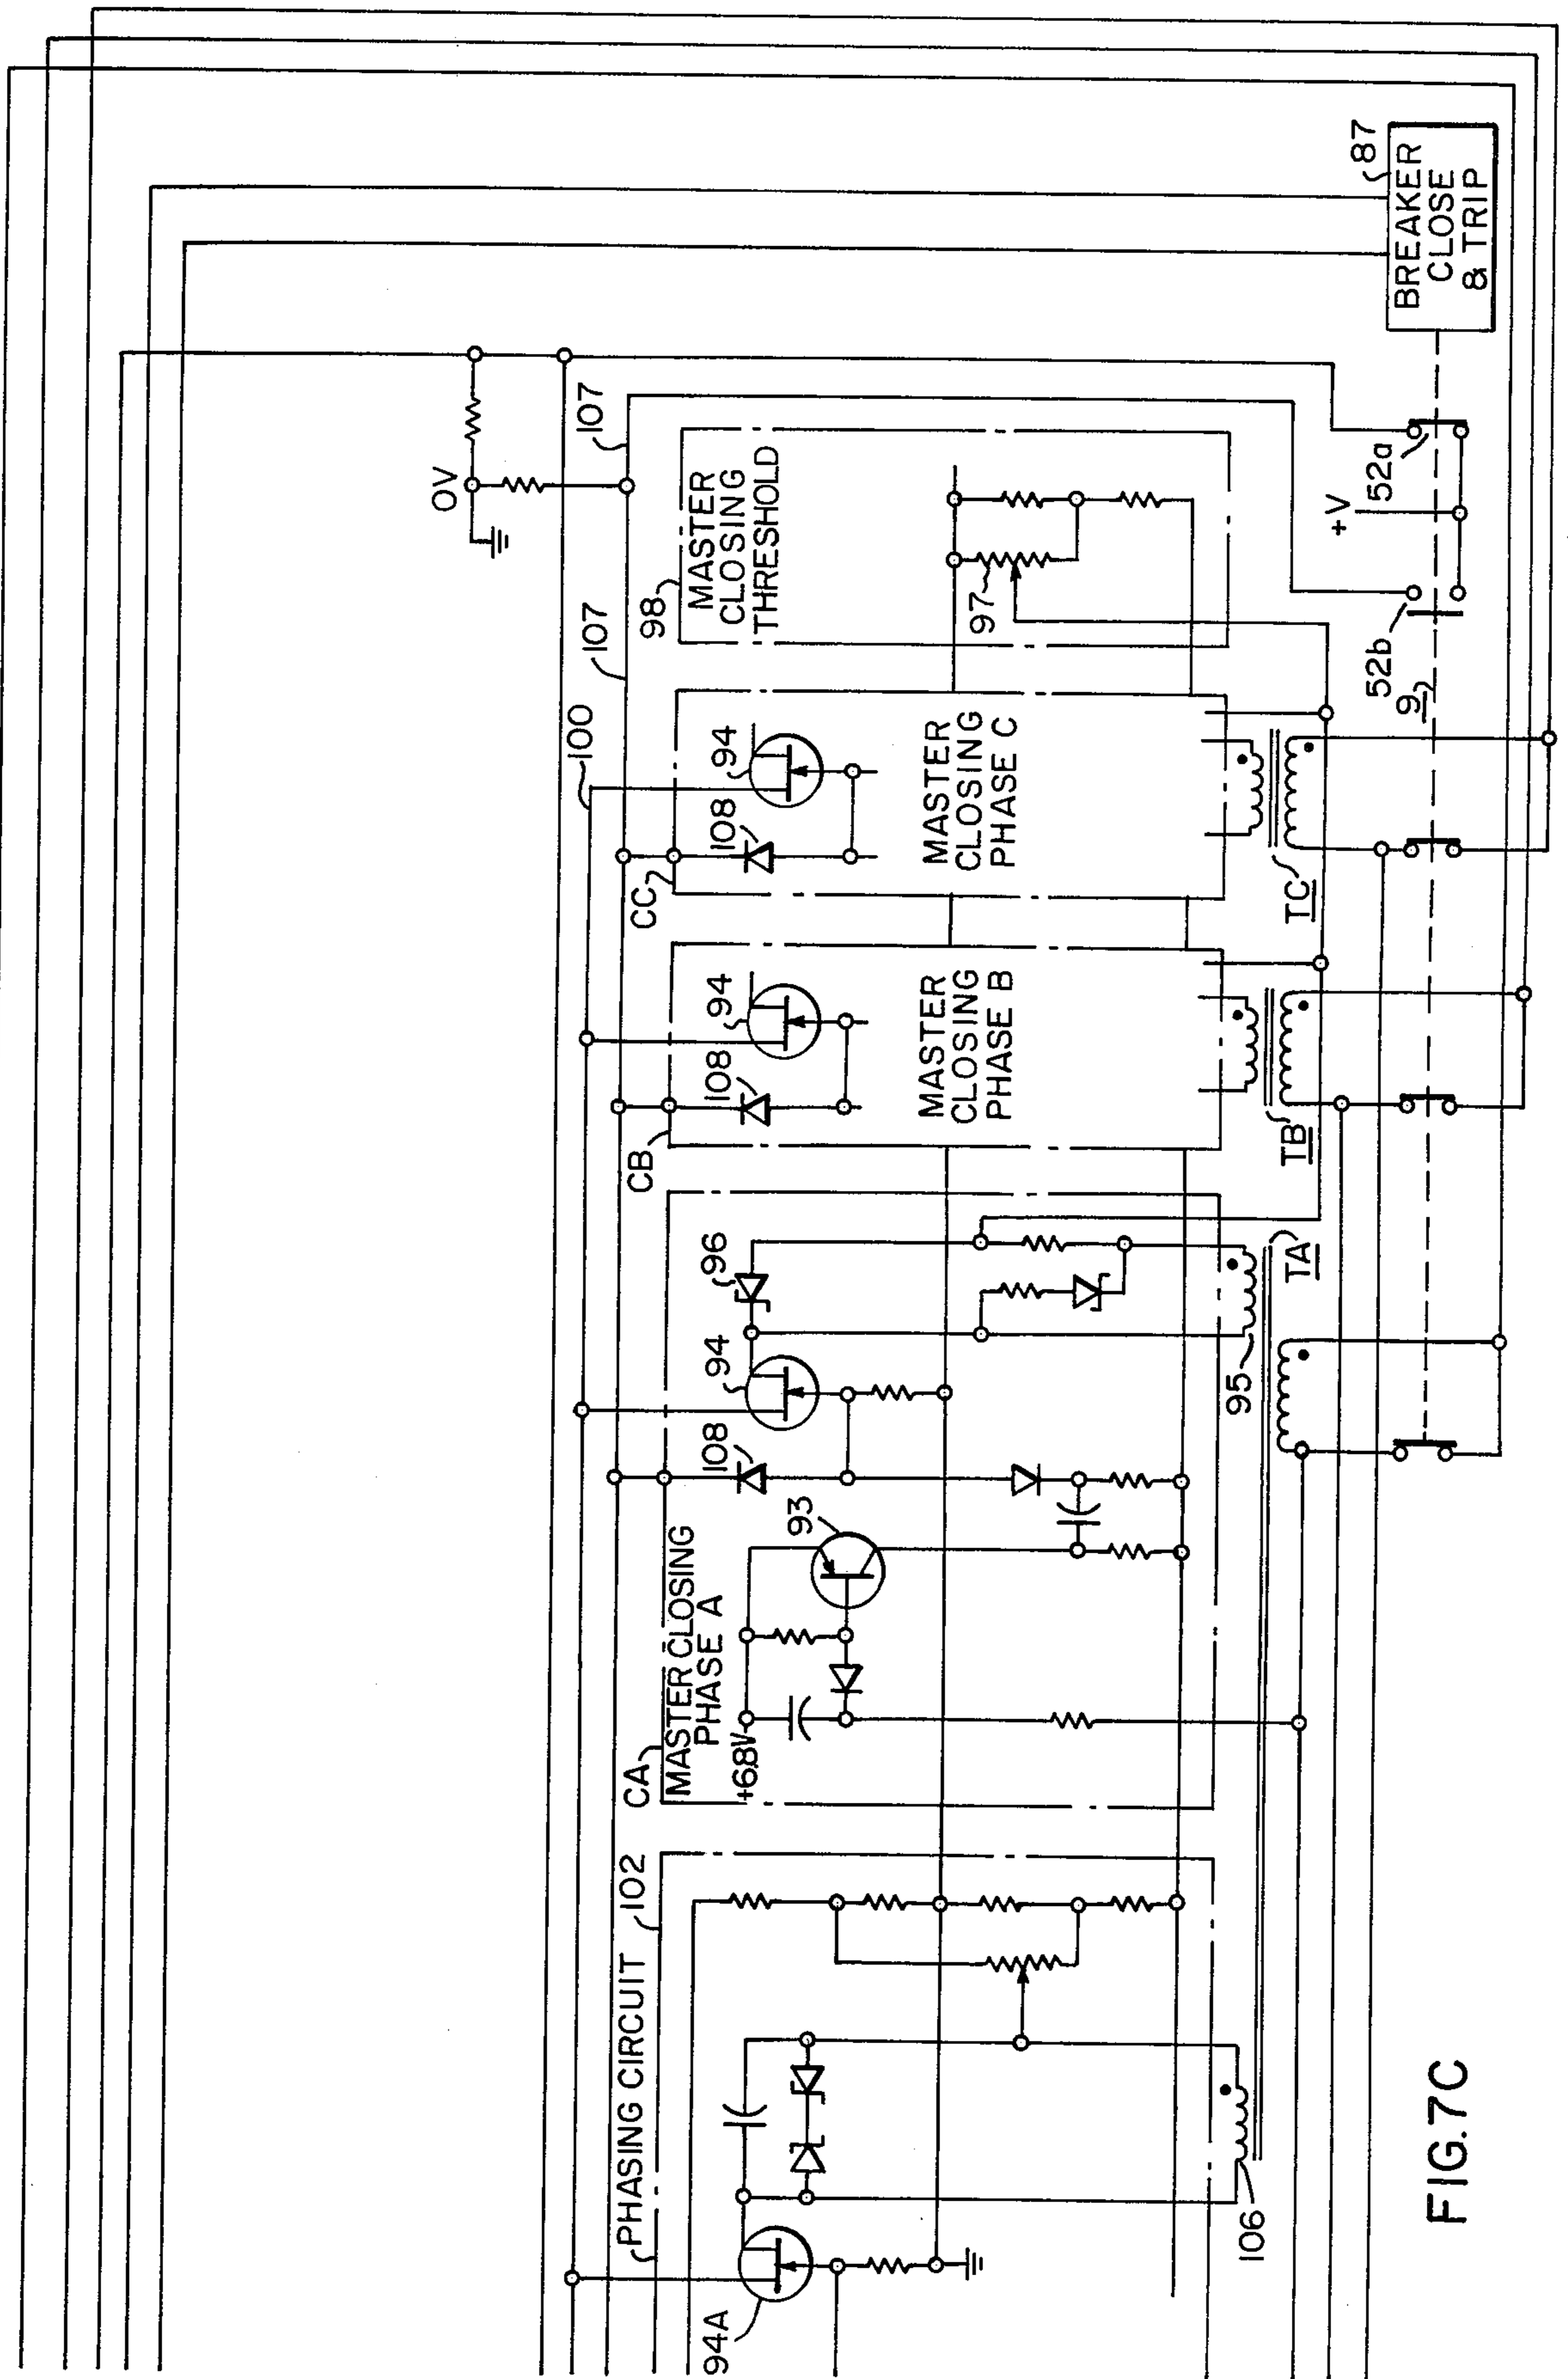 87
BREAKER
CLOSE
& TRIP
0V
107
107
100
98
MASTER
CLOSING
THRESHOLD
97
+V
52a
52b
9
94
108
CC
MASTER
CLOSING
PHASE C
TC
94
108
CB
MASTER
CLOSING
PHASE B
TB
96
94
108
93
CA
MASTER CLOSING
PHASE A
+68V
95
TA
PHASING CIRCUIT
102
94A
106
FIG.7C